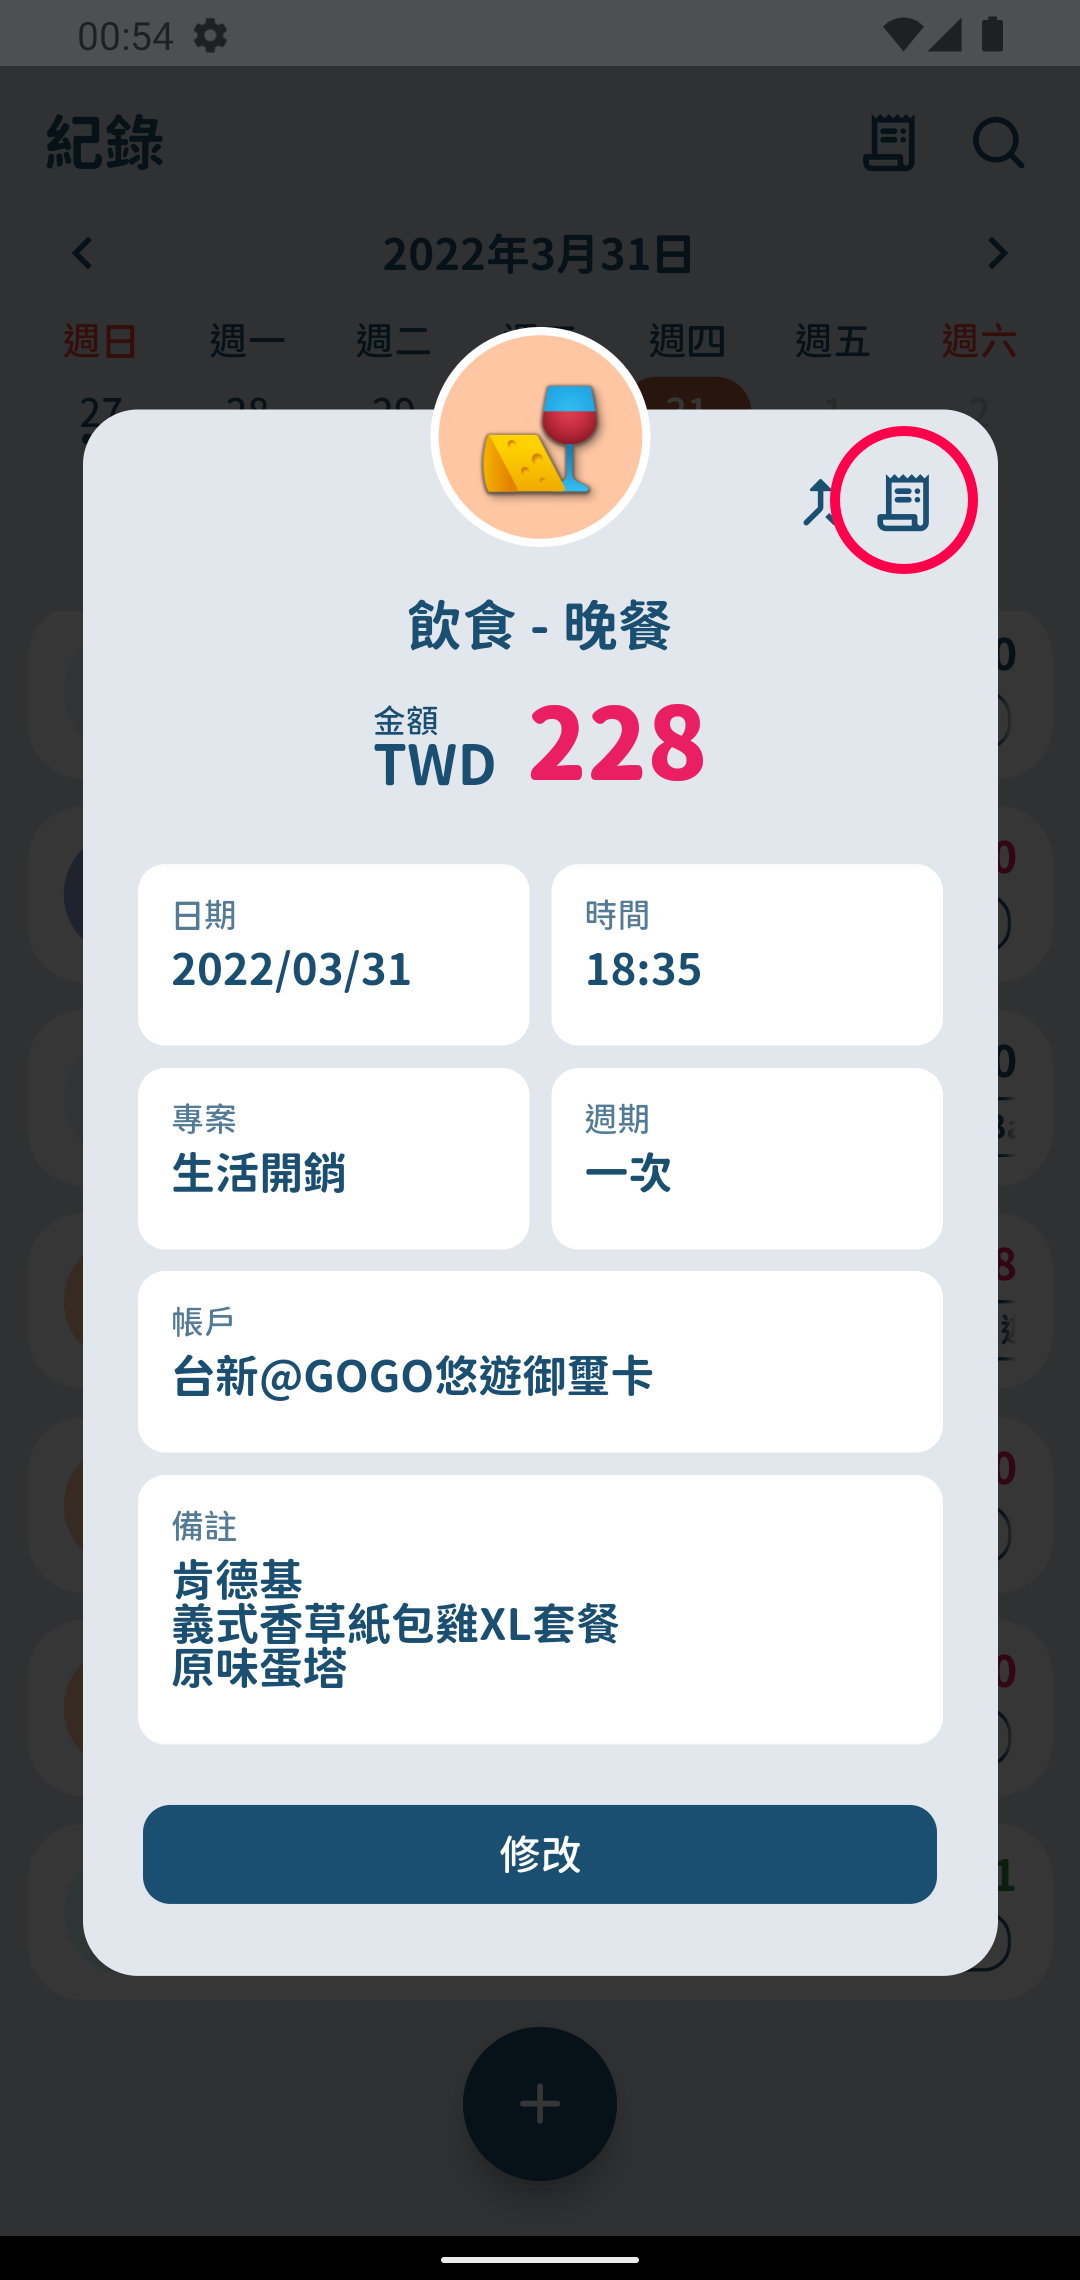 00:54
紀錄
2022年3月31日
週日 週一 週二 週四 週五 週六
27 28 29 31 1 2
飲食 - 晚餐
金額
TWD 228
日期
2022/03/31
時間
18:35
專案
生活開銷
週期
一次
帳戶
台新@GOGO悠遊御璽卡
備註
肯德基
義式香草紙包雞XL套餐
原味蛋塔
修改